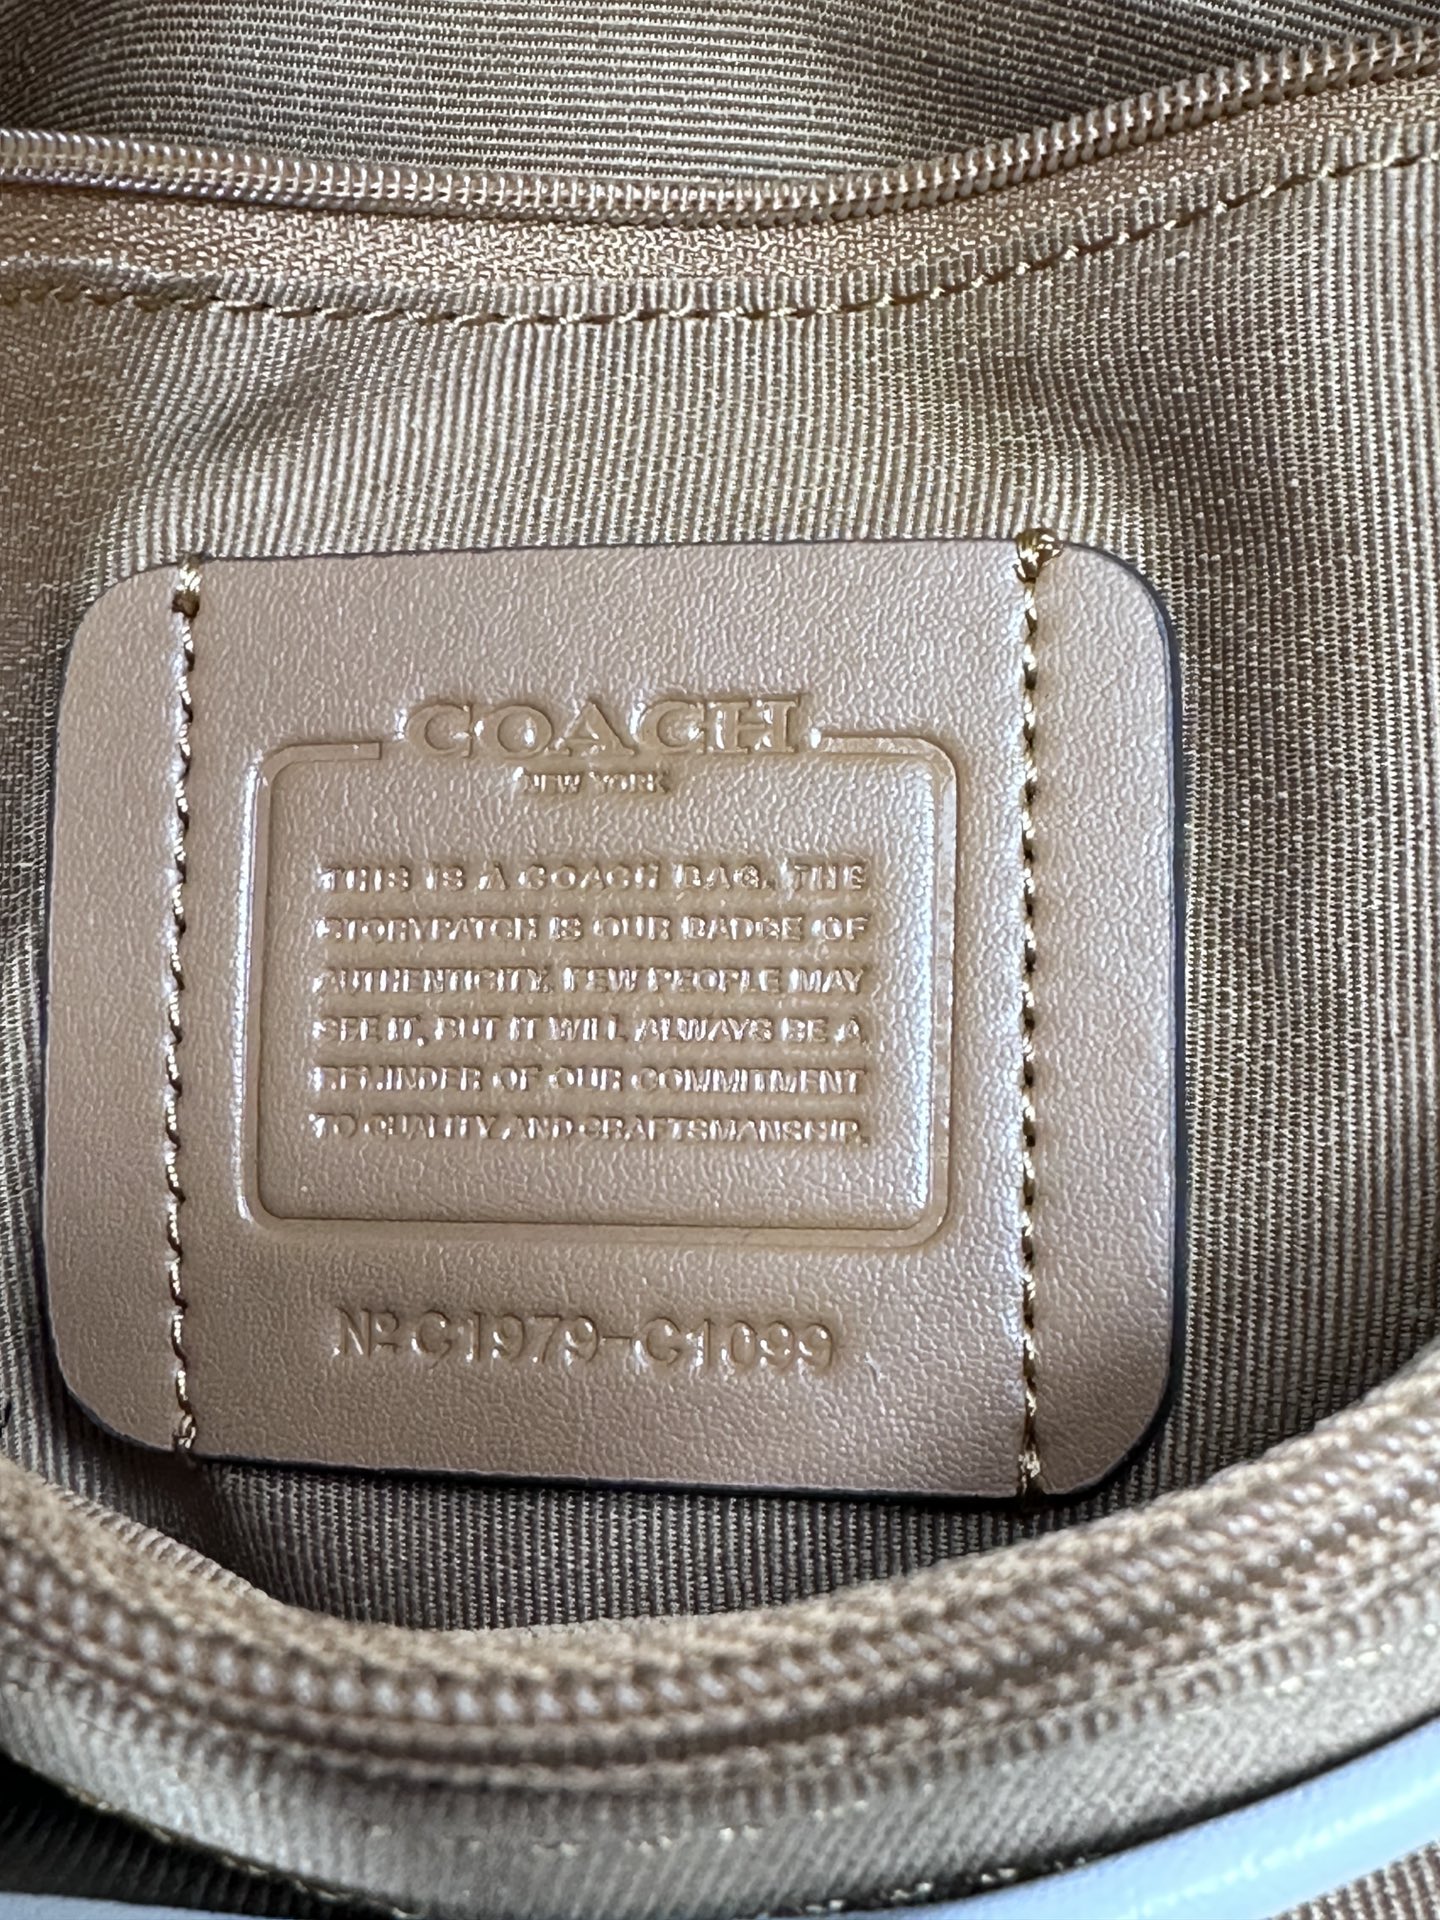 COACH
NEW YORK
THIS IS A COACH BAG. THE
STORYPATCH IS OUR BADGE OF
AUTHENTICITY. FEW PEOPLE MAY
SEE IT, BUT IT WILL ALWAYS BE A
REMINDER OF OUR COMMITMENT
TO QUALITY AND CRAFTSMANSHIP.
Nº C1979-C1099